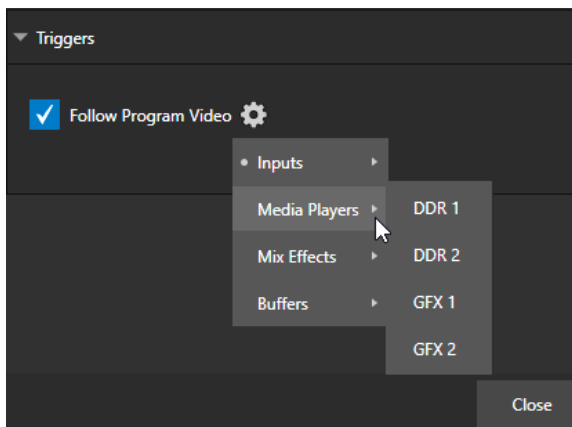 Triggers
Follow Program Video
Inputs
Media Players
DDR 1
Mix Effects
DDR 2
Buffers
GFX 1
GFX 2
Close